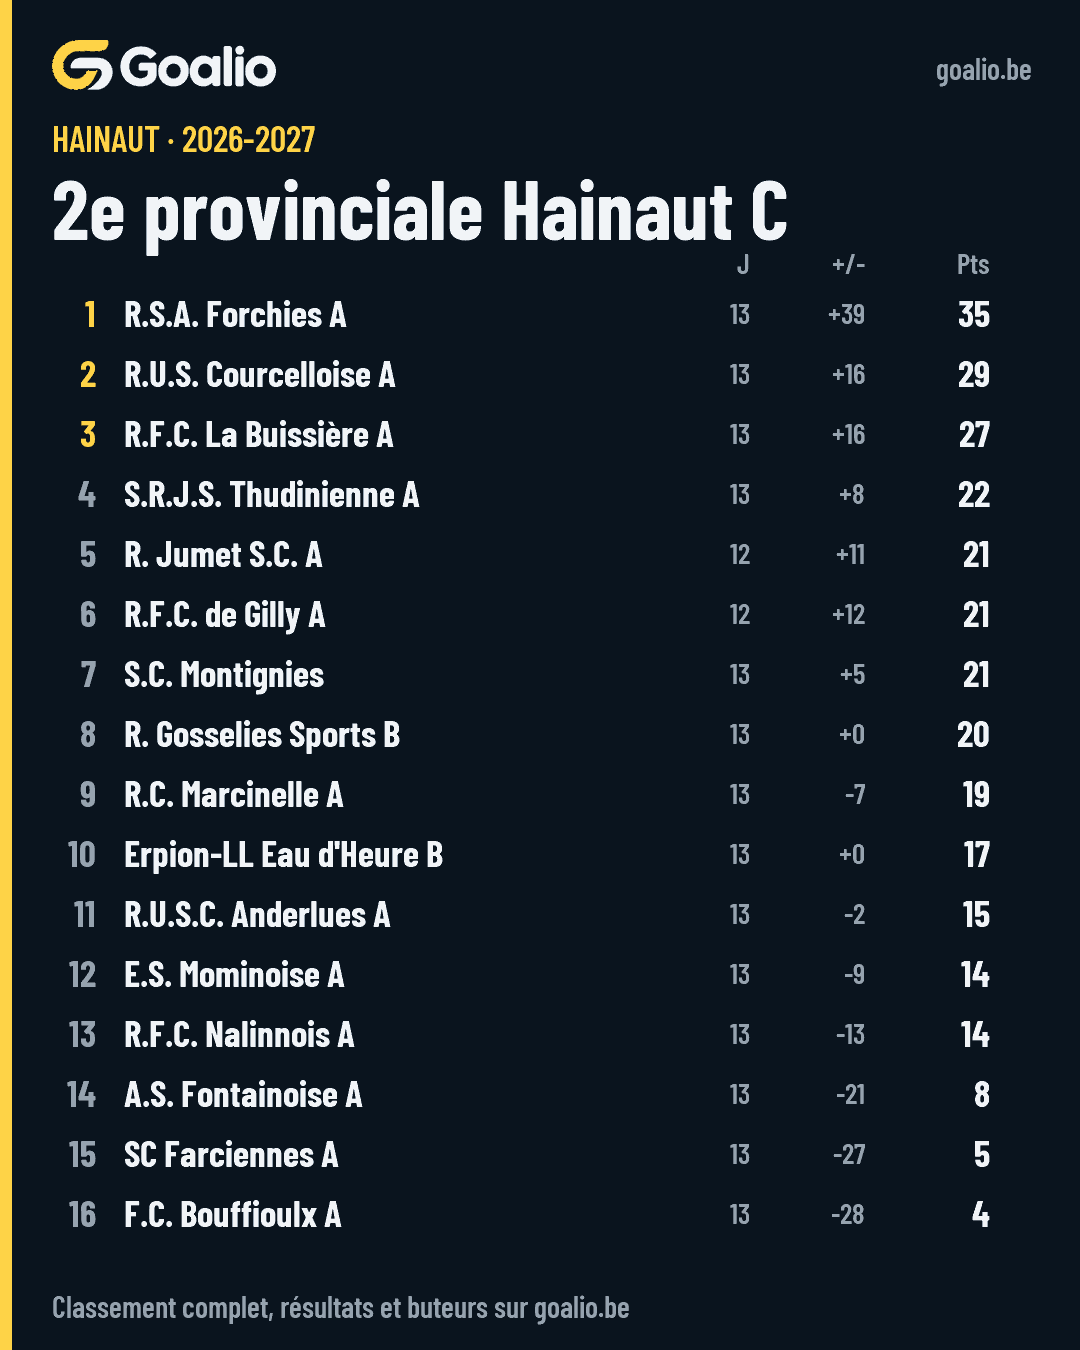 Goalio
goalio.be
HAINAUT · 2026-2027
2e provinciale Hainaut C
J +/- Pts
1 R.S.A. Forchies A 13 +39 35
2 R.U.S. Courcelloise A 13 +16 29
3 R.F.C. La Buissière A 13 +16 27
4 S.R.J.S. Thudinienne A 13 +8 22
5 R. Jumet S.C. A 12 +11 21
6 R.F.C. de Gilly A 12 +12 21
7 S.C. Montignies 13 +5 21
8 R. Gosselies Sports B 13 +0 20
9 R.C. Marcinelle A 13 -7 19
10 Erpion-LL Eau d'Heure B 13 +0 17
11 R.U.S.C. Anderlues A 13 -2 15
12 E.S. Mominoise A 13 -9 14
13 R.F.C. Nalinnois A 13 -13 14
14 A.S. Fontainoise A 13 -21 8
15 SC Farciennes A 13 -27 5
16 F.C. Bouffioulx A 13 -28 4
Classement complet, résultats et buteurs sur goalio.be